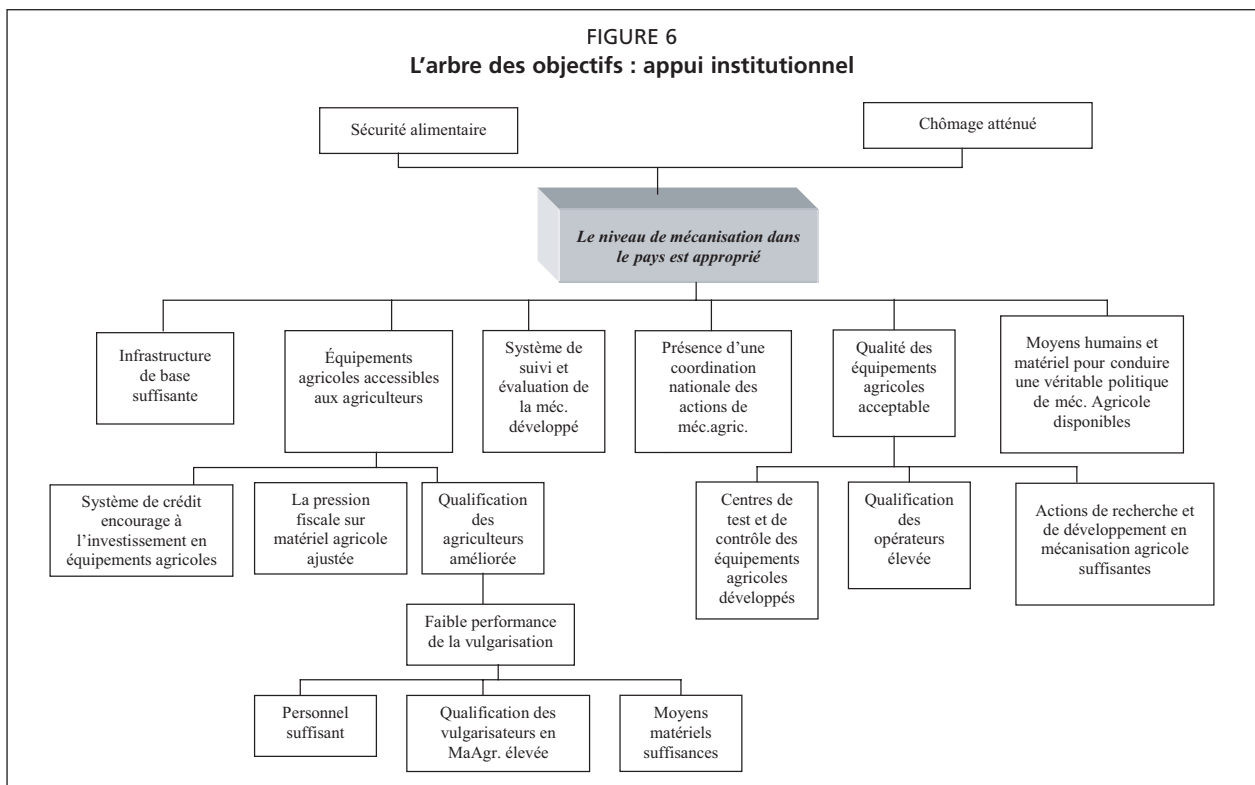 FIGURE 6
L'arbre des objectifs : appui institutionnel
Sécurité alimentaire
Chômage atténué
Le niveau de mécanisation dans
le pays est approprié
Infrastructure
de base
suffisante
Équipements
agricoles accessibles
aux agriculteurs
Système de
suivi et
évaluation de
la méc.
développé
Présence d'une
coordination
nationale des
actions de
méc.agric.
Qualité des
équipements
agricoles
acceptable
Moyens humains et
matériel pour conduire
une véritable politique
de méc. Agricole
disponibles
Système de crédit
encourage à
l'investissement en
équipements agricoles
La pression
fiscale sur
matériel agricole
ajustée
Qualification
des
agriculteurs
améliorée
Centres de
test et de
contrôle des
équipements
agricoles
développés
Qualification
des
opérateurs
élevée
Actions de recherche et
de développement en
mécanisation agricole
suffisantes
Faible performance
de la vulgarisation
Personnel
suffisant
Qualification des
vulgarisateurs en
MaAgr. élevée
Moyens
matériels
suffisances